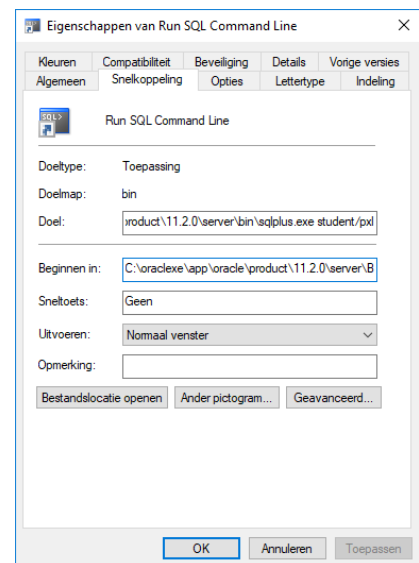 Eigenschappen van Run SQL Command Line
Kleuren Compatibiliteit Beveiliging Details Vorige versies
Algemeen Snelkoppeling Opties Lettertype Indeling
SQL>
Run SQL Command Line
Doeltype: Toepassing
Doelmap: bin
Doel: product\11.2.0\server\bin\sqlplus.exe student/pxl
Beginnen in: C:\oraclexe\app\oracle\product\11.2.0\server\B
Sneltoets: Geen
Uitvoeren: Normaal venster
Opmerking:
Bestandslocatie openen Ander pictogram... Geavanceerd...
OK Annuleren Toepassen